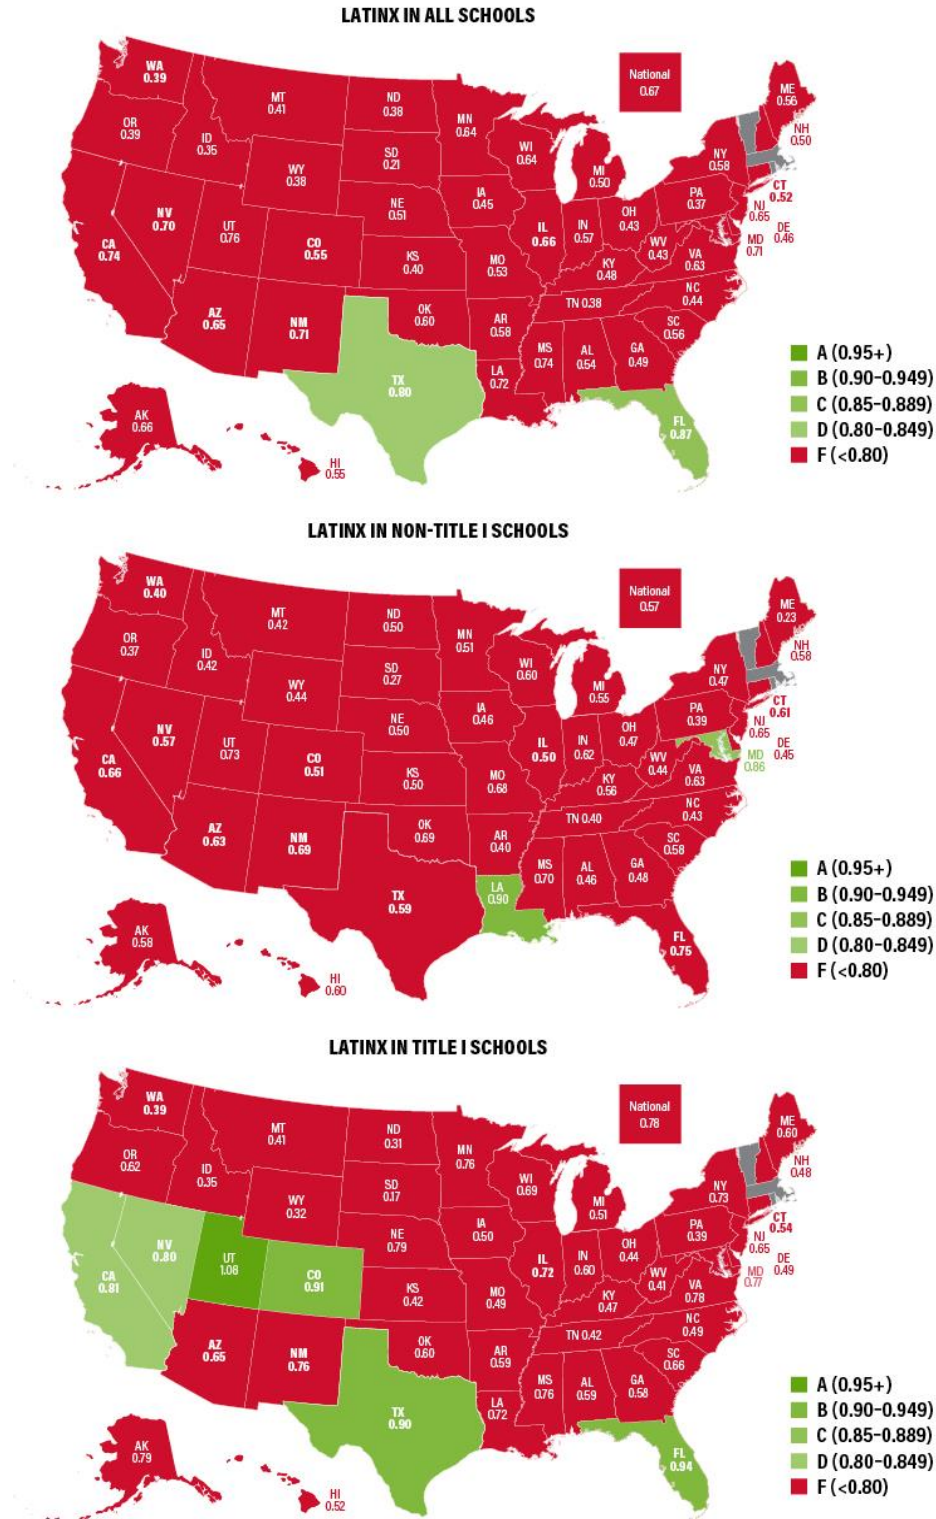 LATINX IN ALL SCHOOLS
National
0.67
WA
0.39
MT
0.41
ND
0.38
MN
0.64
ME
0.56
OR
0.39
ID
0.35
WY
0.38
SD
0.21
WI
0.64
MI
0.50
NY
0.58
NH
0.50
NV
0.70
UT
0.76
CO
0.55
NE
0.51
IA
0.45
IL
0.66
IN
0.57
OH
0.43
PA
0.37
CT
0.52
NJ
0.65
DE
0.46
MD
0.71
CA
0.74
KS
0.40
MO
0.53
KY
0.48
WV
0.43
VA
0.63
AZ
0.65
NM
0.71
OK
0.60
AR
0.58
TN 0.38
NC
0.44
SC
0.56
TX
0.80
LA
0.72
MS
0.74
AL
0.54
GA
0.49
FL
0.87
AK
0.66
HI
0.55
A (0.95+)
B (0.90-0.949)
C (0.85-0.889)
D (0.80-0.849)
F (<0.80)
LATINX IN NON-TITLE I SCHOOLS
National
0.57
WA
0.40
MT
0.42
ND
0.50
MN
0.51
ME
0.23
OR
0.37
ID
0.42
WY
0.44
SD
0.27
WI
0.60
MI
0.55
NY
0.47
NH
0.58
NV
0.57
UT
0.73
CO
0.51
NE
0.50
IA
0.46
IL
0.50
IN
0.62
OH
0.47
PA
0.39
CT
0.61
NJ
0.65
DE
0.45
MD
0.86
CA
0.66
KS
0.50
MO
0.68
KY
0.56
WV
0.44
VA
0.63
AZ
0.63
NM
0.69
OK
0.69
AR
0.40
TN 0.40
NC
0.43
SC
0.58
TX
0.59
LA
0.90
MS
0.70
AL
0.46
GA
0.48
FL
0.75
AK
0.58
HI
0.60
A (0.95+)
B (0.90-0.949)
C (0.85-0.889)
D (0.80-0.849)
F (<0.80)
LATINX IN TITLE I SCHOOLS
National
0.78
WA
0.39
MT
0.41
ND
0.31
MN
0.76
ME
0.60
OR
0.62
ID
0.35
WY
0.32
SD
0.17
WI
0.69
MI
0.51
NY
0.73
NH
0.48
NV
0.80
UT
1.08
CO
0.91
NE
0.79
IA
0.50
IL
0.72
IN
0.60
OH
0.44
PA
0.39
CT
0.54
NJ
0.65
DE
0.49
MD
0.77
CA
0.81
KS
0.42
MO
0.49
KY
0.47
WV
0.41
VA
0.78
AZ
0.65
NM
0.76
OK
0.60
AR
0.59
TN 0.42
NC
0.49
SC
0.66
TX
0.90
LA
0.72
MS
0.76
AL
0.59
GA
0.58
FL
0.94
AK
0.79
HI
0.52
A (0.95+)
B (0.90-0.949)
C (0.85-0.889)
D (0.80-0.849)
F (<0.80)